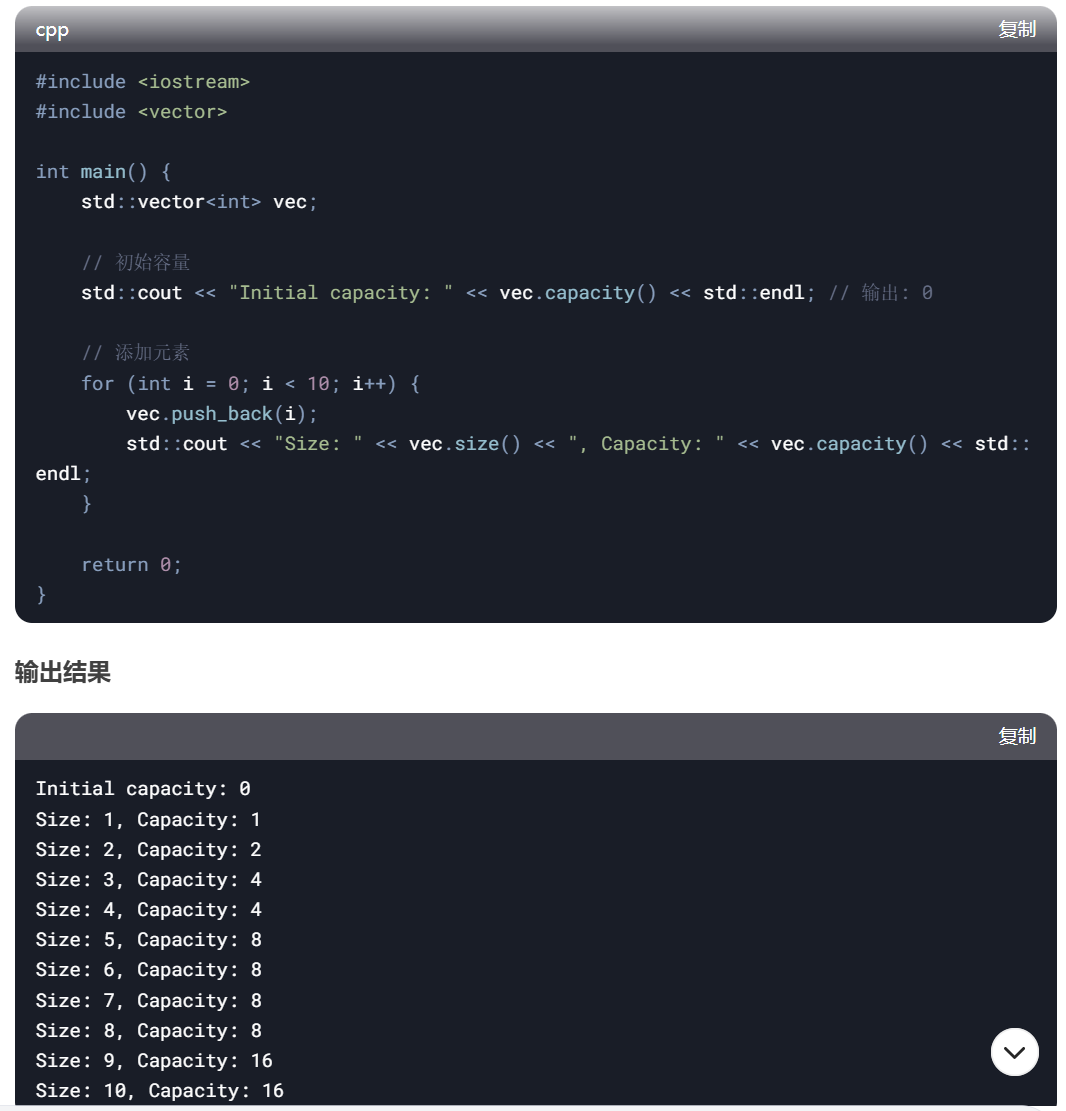 cpp 复制
#include <iostream>
#include <vector>
int main() {
    std::vector<int> vec;
    // 初始容量
    std::cout << "Initial capacity: " << vec.capacity() << std::endl; // 输出: 0
    // 添加元素
    for (int i = 0; i < 10; i++) {
        vec.push_back(i);
        std::cout << "Size: " << vec.size() << ", Capacity: " << vec.capacity() << std::
endl;
    }
    return 0;
}
输出结果
复制
Initial capacity: 0
Size: 1, Capacity: 1
Size: 2, Capacity: 2
Size: 3, Capacity: 4
Size: 4, Capacity: 4
Size: 5, Capacity: 8
Size: 6, Capacity: 8
Size: 7, Capacity: 8
Size: 8, Capacity: 8
Size: 9, Capacity: 16
Size: 10, Capacity: 16